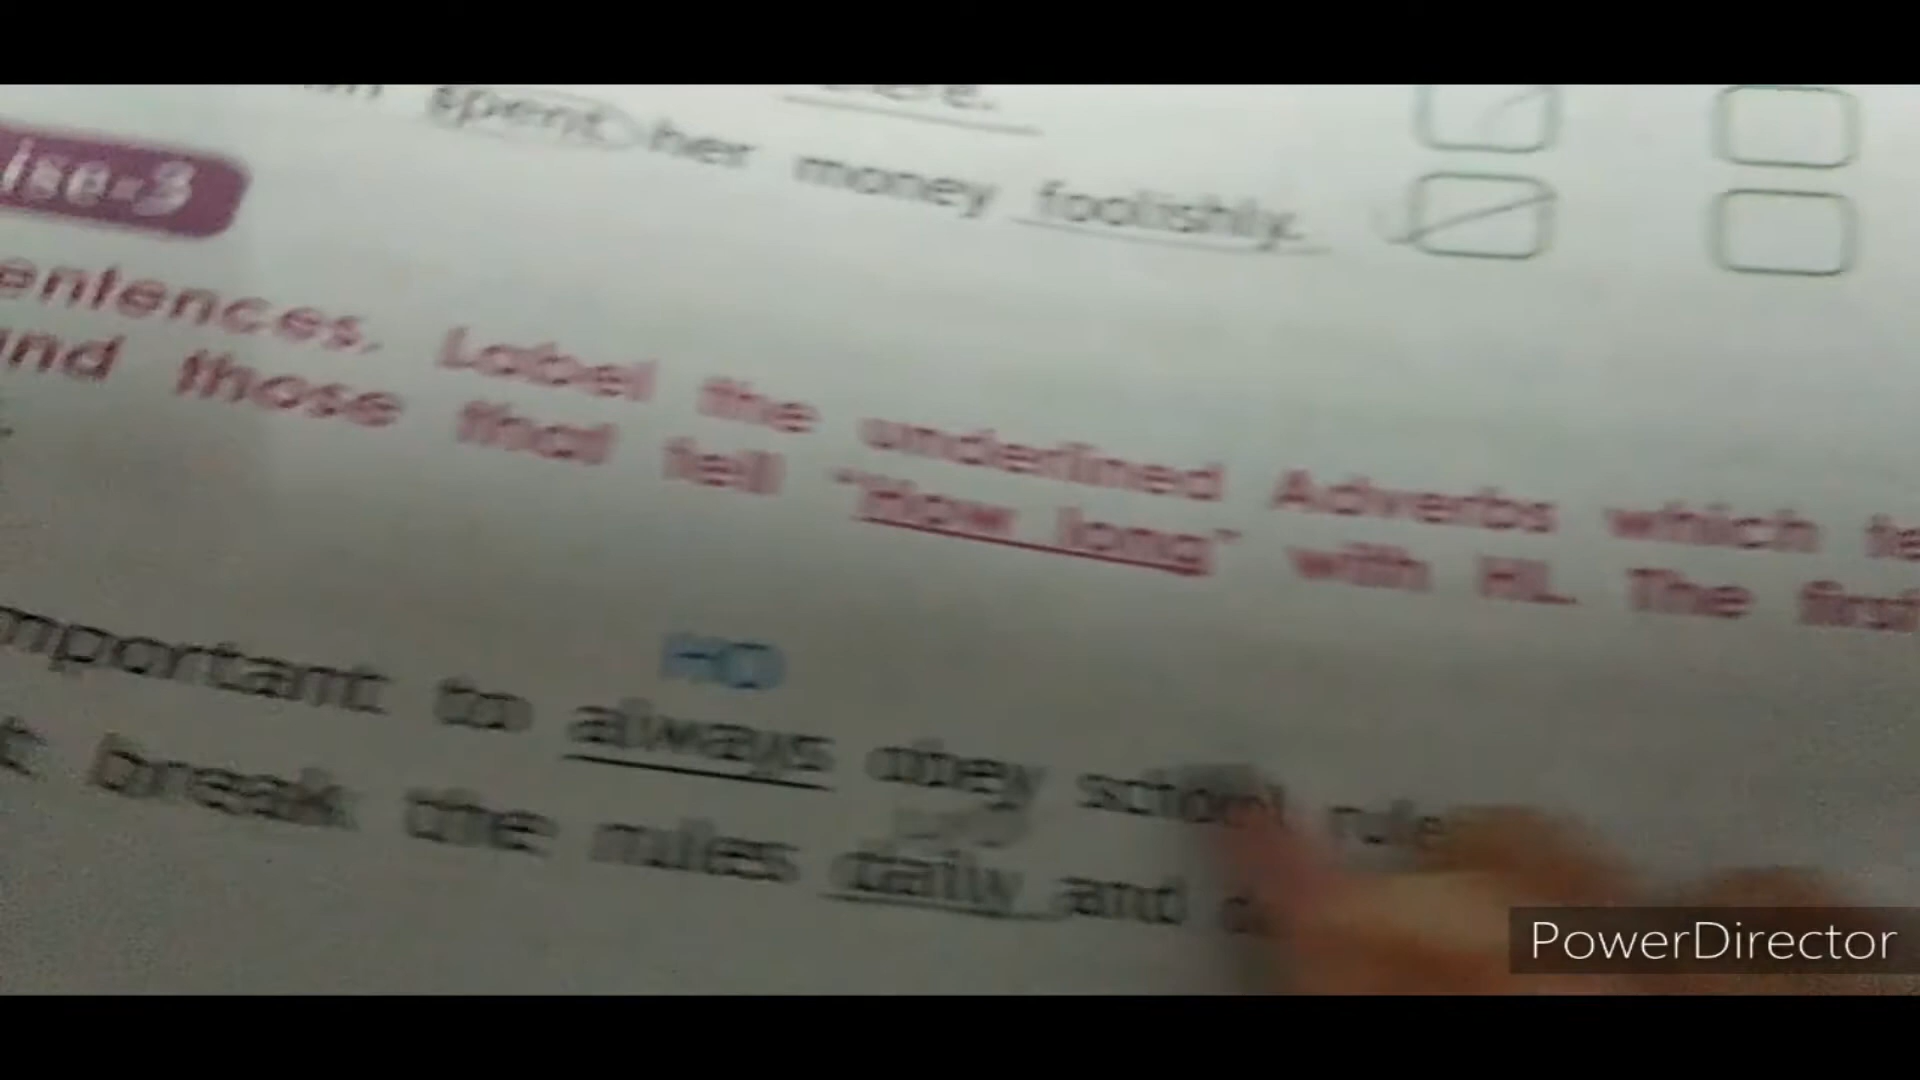 spent her money foolishly.
ise-3
entences. Label the underlined Adverbs which te
and those that tell "How long" with HL. The first
HO
mportant to always obey school rule
t break the rules daily and
PowerDirector